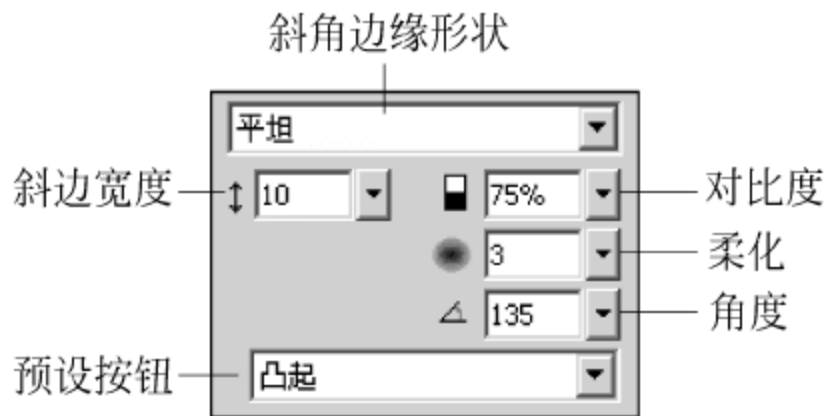 斜角边缘形状
平坦
斜边宽度 10 75% 对比度
3 柔化
135 角度
预设按钮 凸起